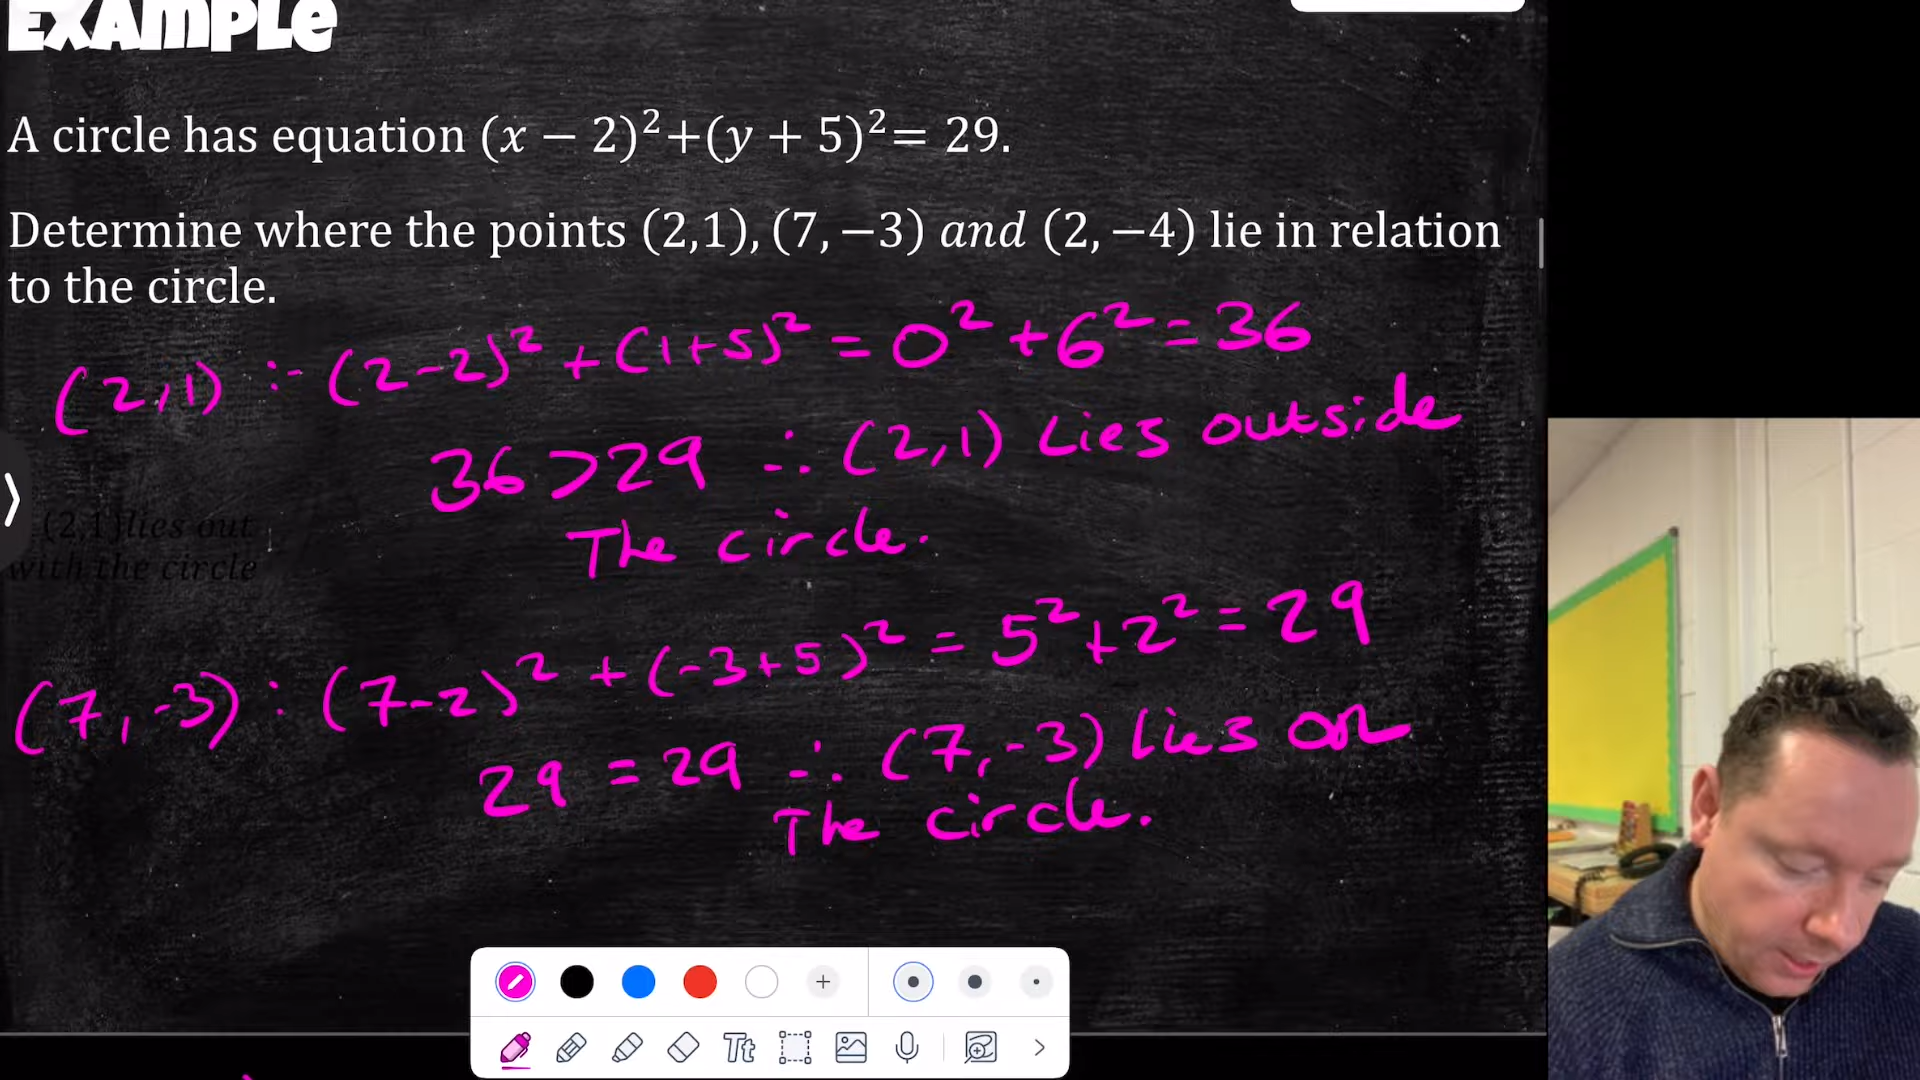 EXAMPLE
A circle has equation (x − 2)²+(y + 5)²= 29.
Determine where the points (2,1), (7, −3) and (2, −4) lie in relation
to the circle.
(2,1) :- (2-2)² + (1+5)² = 0² + 6² = 36
36 > 29 ∴ (2,1) lies outside
The circle.
(2,1)lies out
with the circle
(7,-3) : (7-2)² + (-3+5)² = 5² + 2² = 29
29 = 29 ∴ (7,-3) lies on
The circle.
Tt